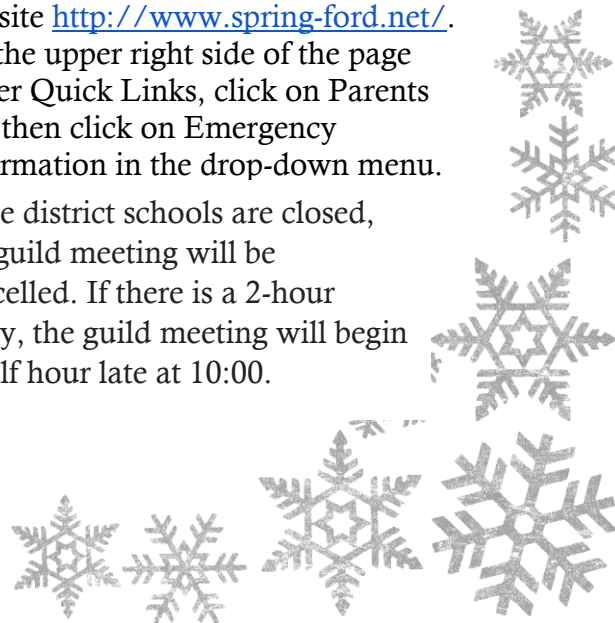 site http://www.spring-ford.net/.
the upper right side of the page
er Quick Links, click on Parents
then click on Emergency
rmation in the drop-down menu.
e district schools are closed,
guild meeting will be
celled. If there is a 2-hour
y, the guild meeting will begin
lf hour late at 10:00.